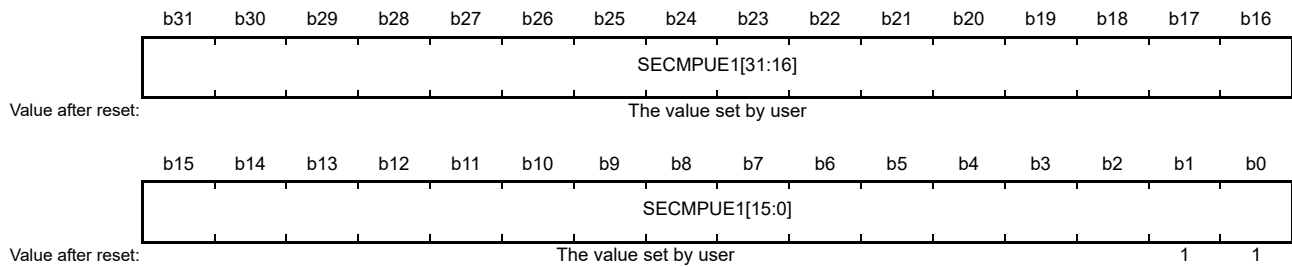 b31 b30 b29 b28 b27 b26 b25 b24 b23 b22 b21 b20 b19 b18 b17 b16
SECMPUE1[31:16]
Value after reset: The value set by user
b15 b14 b13 b12 b11 b10 b9 b8 b7 b6 b5 b4 b3 b2 b1 b0
SECMPUE1[15:0]
Value after reset: The value set by user 1 1